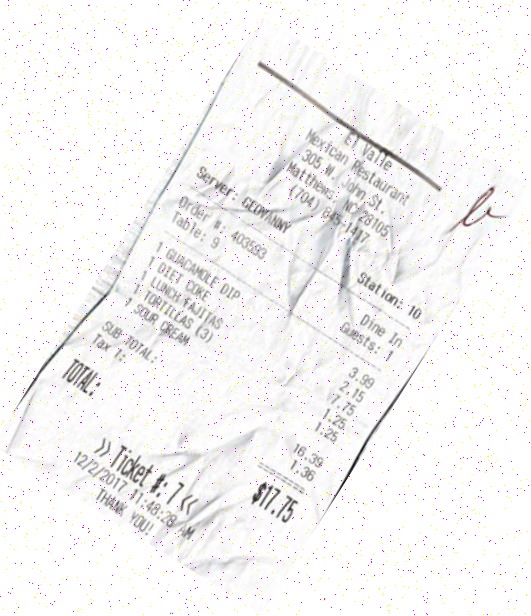 El Valle
Mexican Restaurant
305 W. John St.
Matthews, NC 28105
(704) 845-1417
Server: GEOVANNY Station: 10
Order #: 403593 Dine In
Table: 9 Guests: 1
1 GUACAMOLE DIP 3.99
1 DIET COKE 2.15
1 LUNCH FAJITAS 7.75
1 TORTILLAS (3) 1.25
1 SOUR CREAM 1.25
SUB TOTAL: 16.39
Tax 1: 1.36
TOTAL: $17.75
>> Ticket #: 7 <<
12/2/2017 11:48:28 AM
THANK YOU!